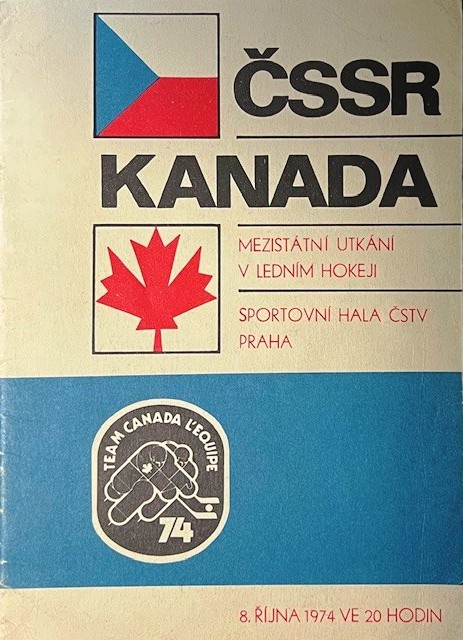 ČSSR
KANADA
MEZISTÁTNÍ UTKÁNÍ
V LEDNÍM HOKEJI
SPORTOVNÍ HALA ČSTV
PRAHA
TEAM CANADA L'EQUIPE
74
8. ŘÍJNA 1974 VE 20 HODIN